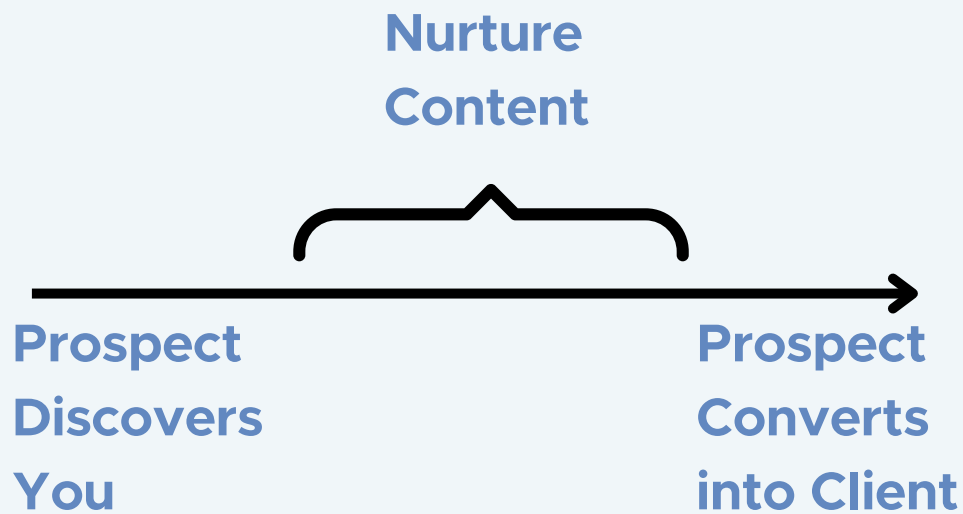 Nurture
Content
Prospect
Discovers
You
Prospect
Converts
into Client